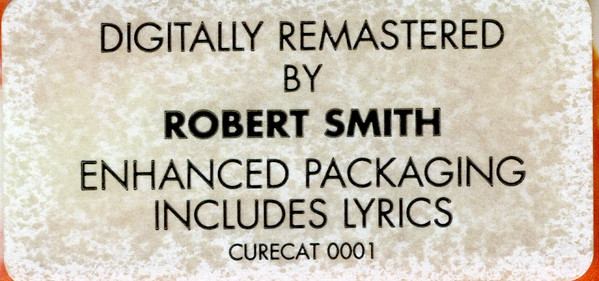 DIGITALLY REMASTERED
BY
ROBERT SMITH
ENHANCED PACKAGING
INCLUDES LYRICS
CURECAT 0001